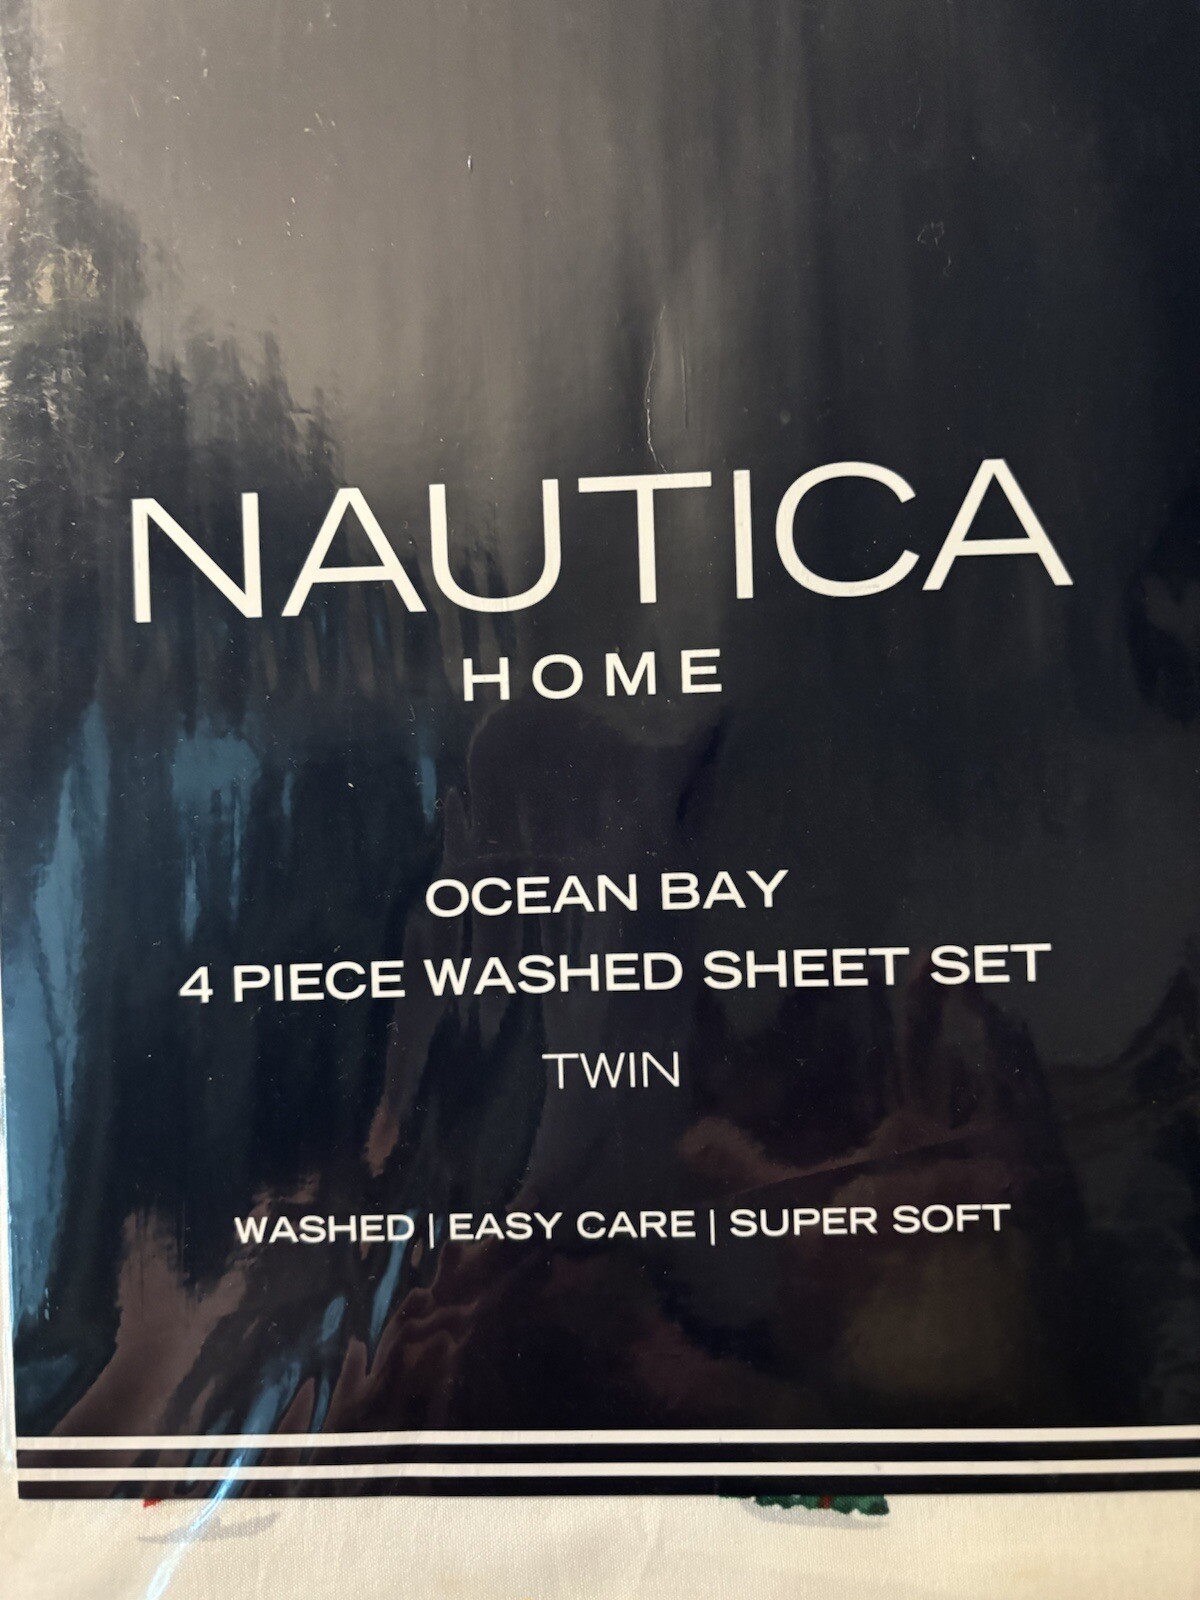 NAUTICA
HOME
OCEAN BAY
4 PIECE WASHED SHEET SET
TWIN
WASHED | EASY CARE | SUPER SOFT